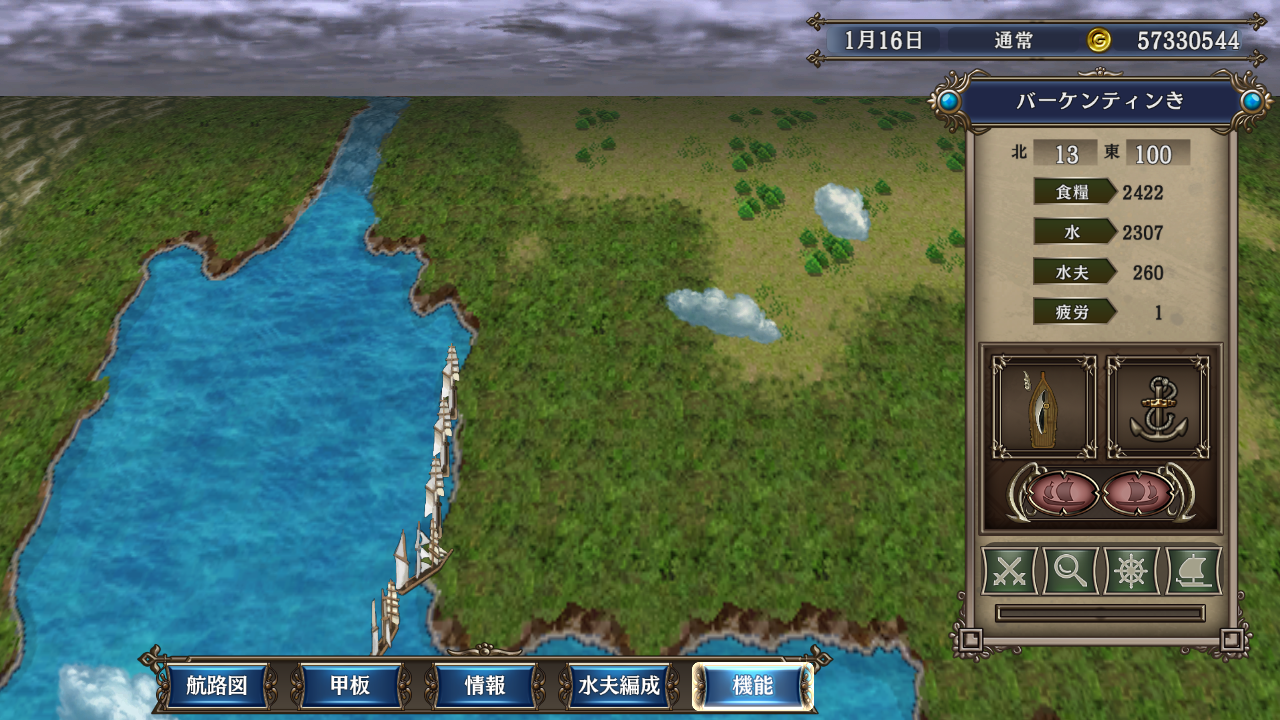 1月16日 通常 G 57330544
バーケンティンき
北 13 東 100
食糧 2422
水 2307
水夫 260
疲労 1
航路図 甲板 情報 水夫編成 機能